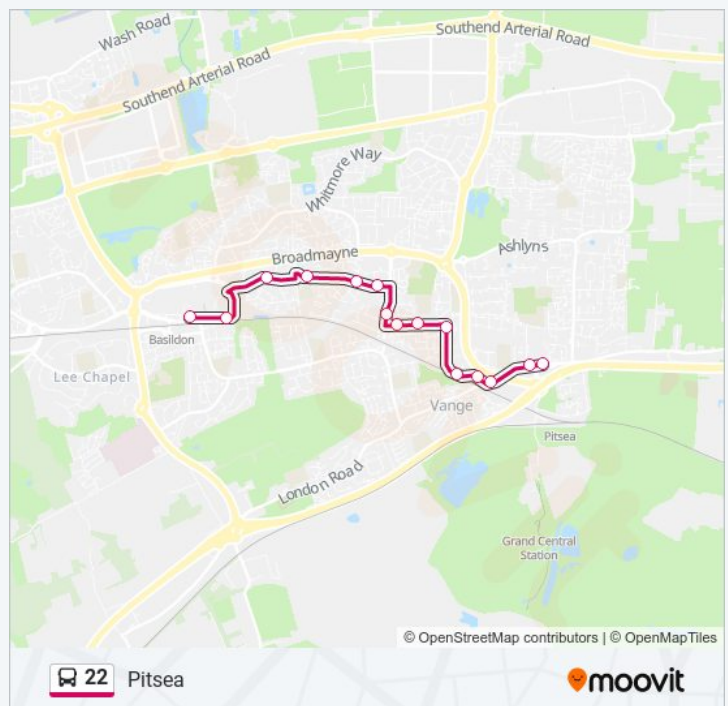 Wash Road
Southend Arterial Road
Southend Arterial Road
Whitmore Way
Broadmayne
Ashlyns
Basildon
Lee Chapel
Vange
Pitsea
London Road
Grand Central
Station
© OpenStreetMap contributors | © OpenMapTiles
22 Pitsea
moovit